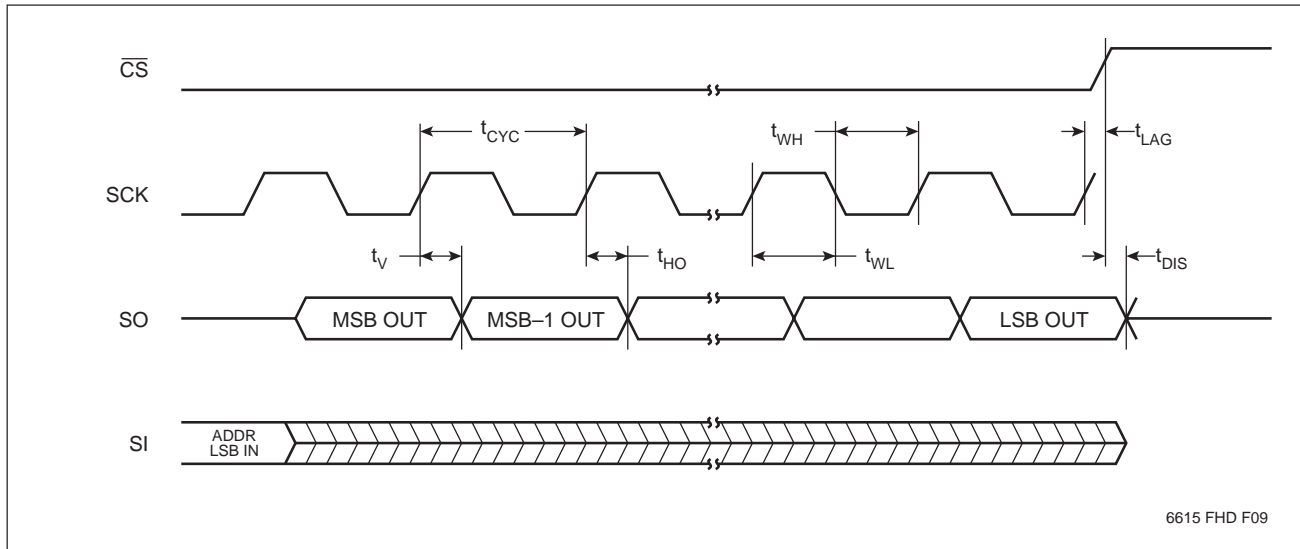 CS
tCYC
tWH
tLAG
SCK
tV
tHO
tWL
tDIS
SO
MSB OUT
MSB–1 OUT
LSB OUT
SI
ADDR
LSB IN
6615 FHD F09